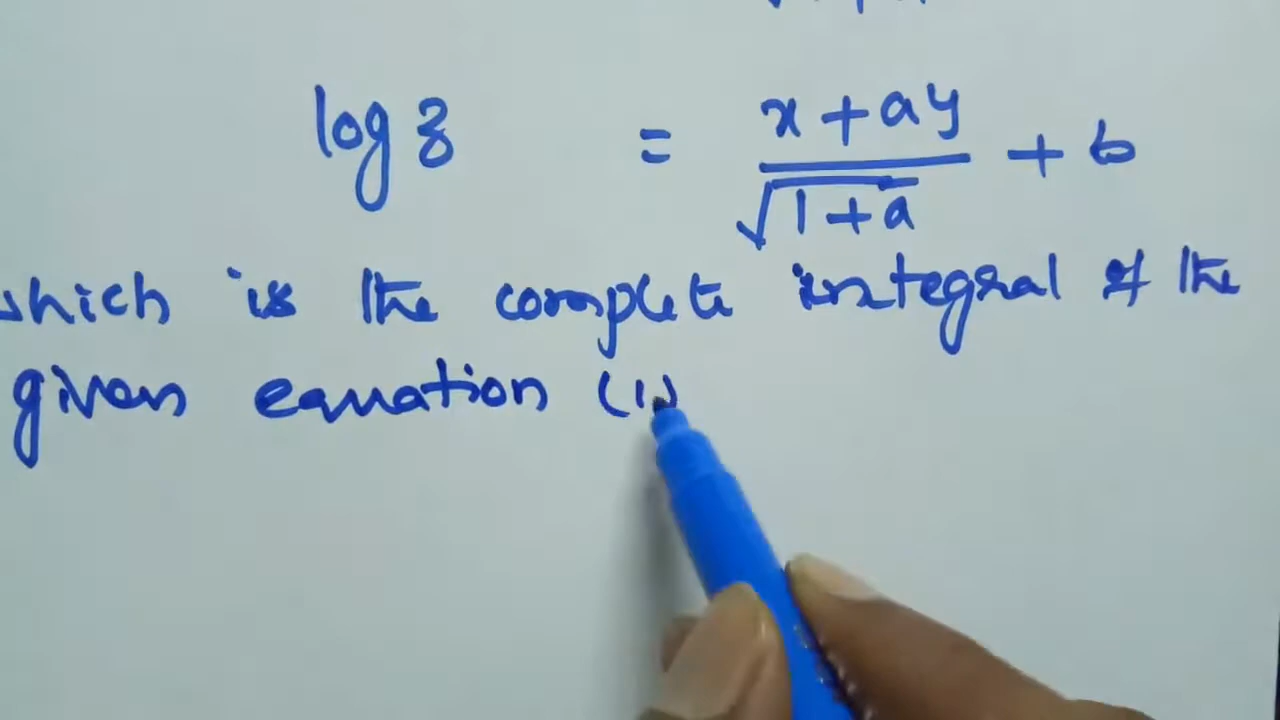 log z = x + ay / √1 + a + b
which is the complete integral of the
given equation (1)